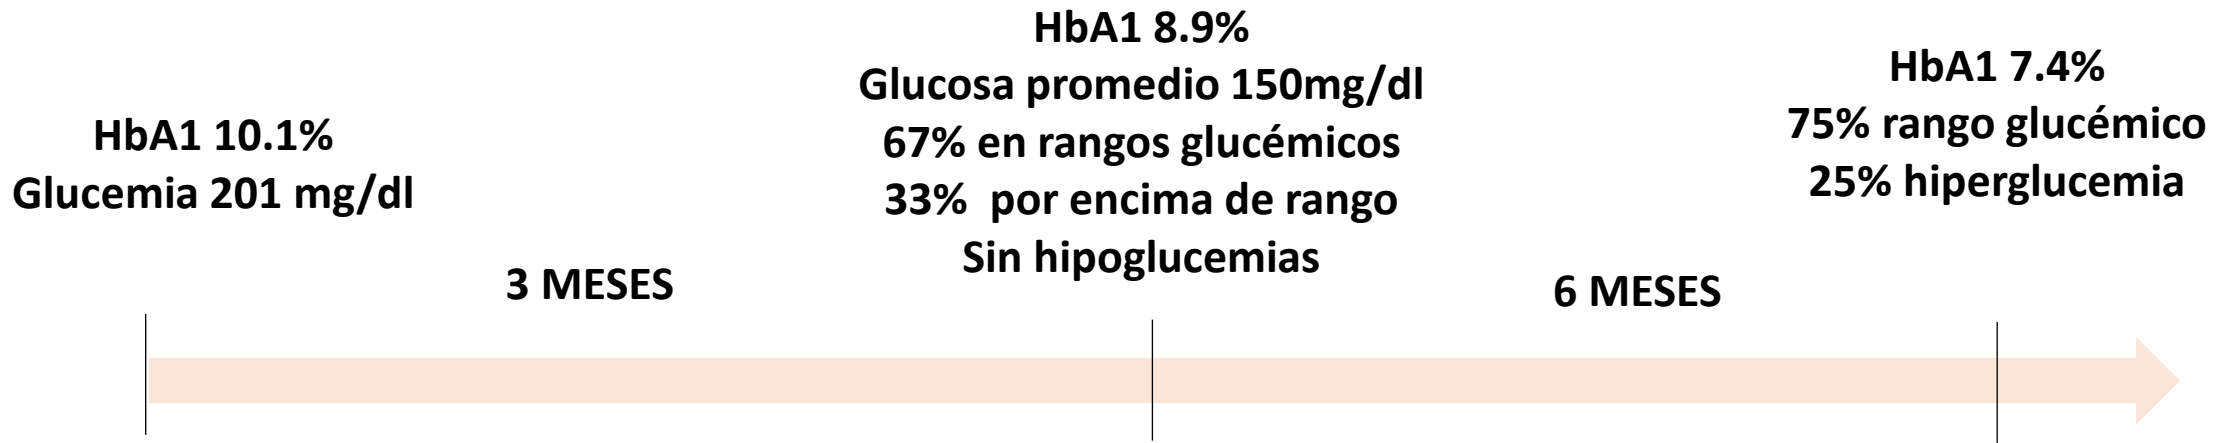 HbA1 10.1%
Glucemia 201 mg/dl
3 MESES
HbA1 8.9%
Glucosa promedio 150mg/dl
67% en rangos glucémicos
33%  por encima de rango
Sin hipoglucemias
6 MESES
HbA1 7.4%
75% rango glucémico
25% hiperglucemia